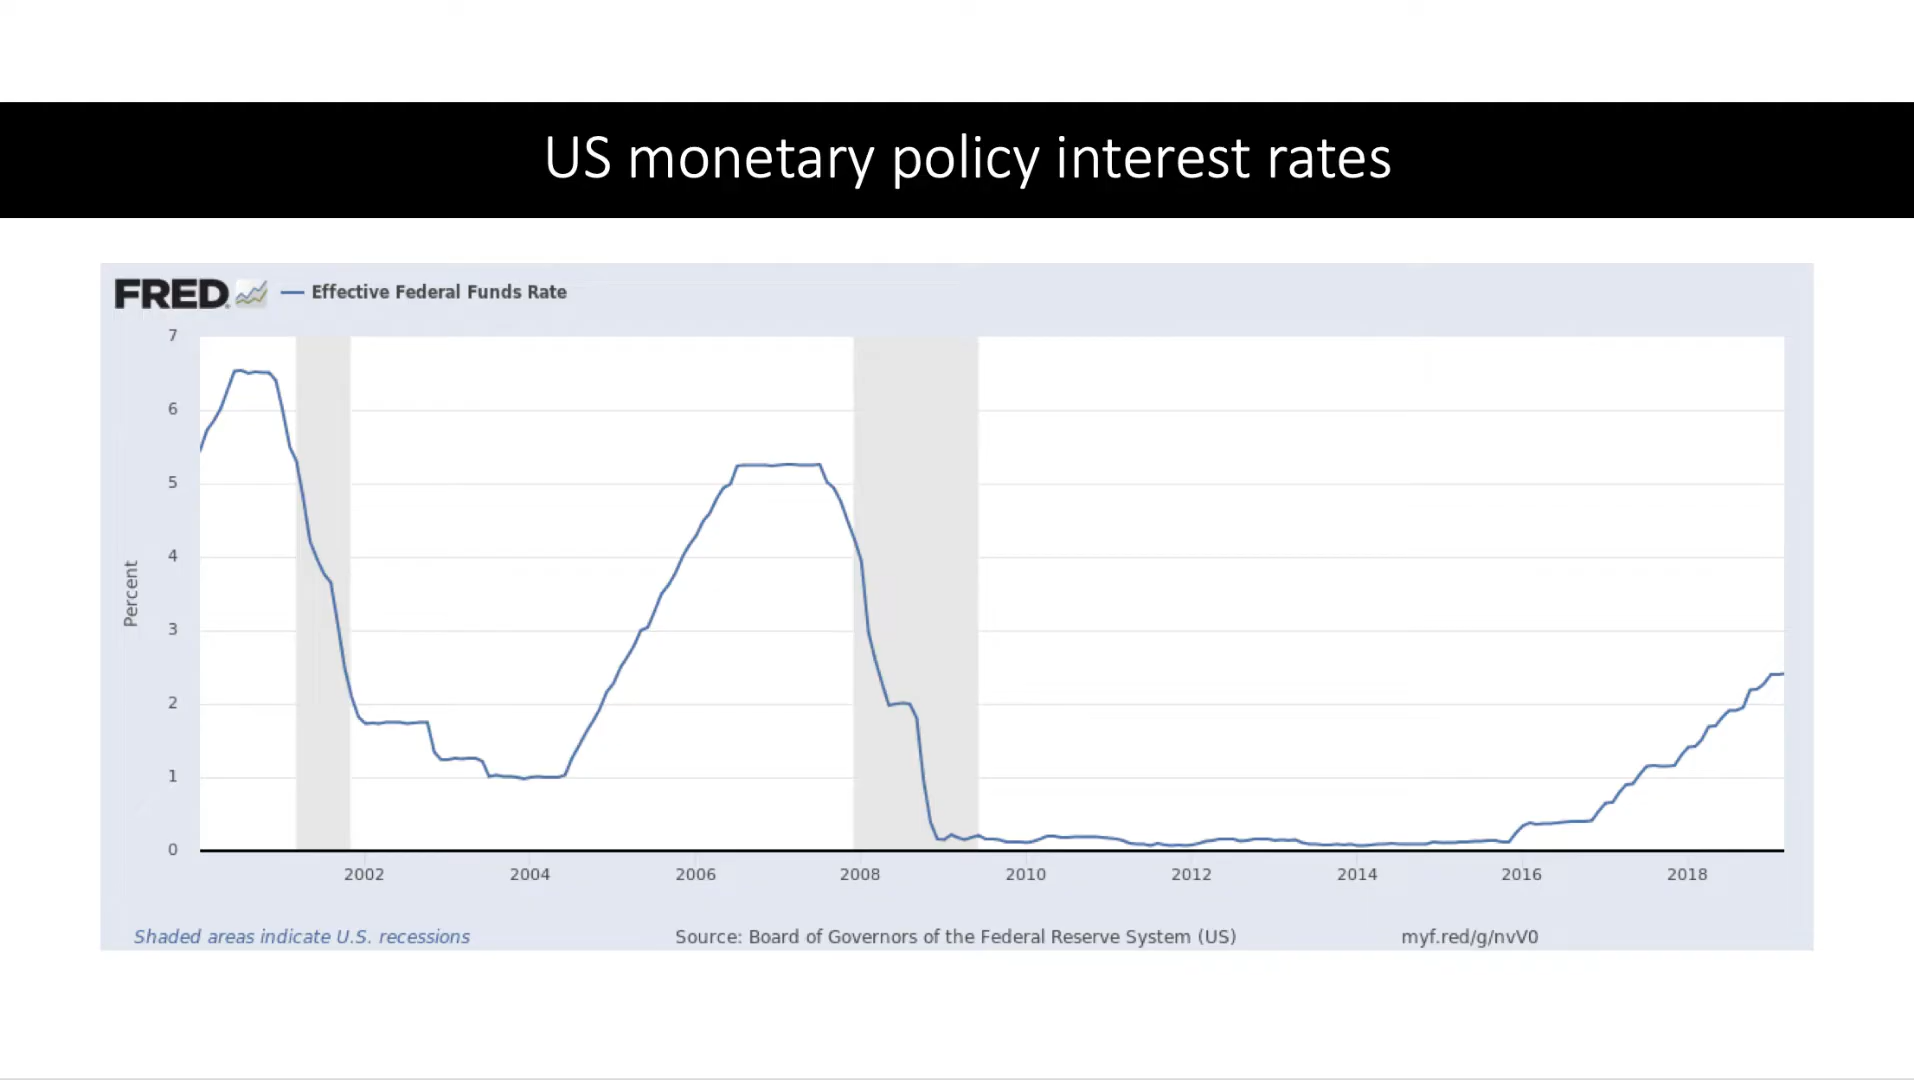 US monetary policy interest rates
FRED
Effective Federal Funds Rate
7
6
5
4
3
2
1
0
Percent
2002 2004 2006 2008 2010 2012 2014 2016 2018
Shaded areas indicate U.S. recessions
Source: Board of Governors of the Federal Reserve System (US)
myf.red/g/nvV0